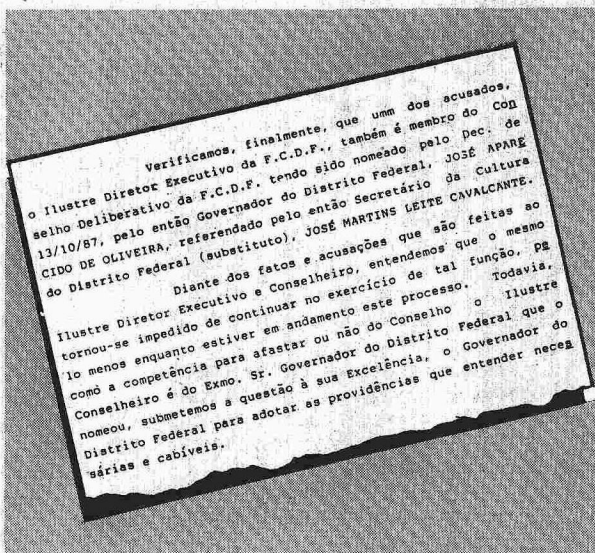 Verificamos, finalmente, que umm dos acusados,
o Ilustre Diretor Executivo da F.C.D.F., também é membro do Con
selho Deliberativo da F.C.D.F. tendo sido nomeado pelo Dec. de
13/10/87, pelo então Governador do Distrito Federal, JOSÉ APARE
CIDO DE OLIVEIRA, referendado pelo então Secretário da Cultura
do Distrito Federal (substituto), JOSÉ MARTINS LEITE CAVALCANTE.
Diante dos fatos e acusações que são feitas ao
Ilustre Diretor Executivo e Conselheiro, entendemos que o mesmo
tornou-se impedido de continuar no exercício de tal função, pe
lo menos enquanto estiver em andamento este processo. Todavia,
como a competência para afastar ou não do Conselho o Ilustre
Conselheiro é do Exmo. Sr. Governador do Distrito Federal que o
nomeou, submetemos a questão à sua Excelência, o Governador do
Distrito Federal para adotar as providências que entender neces
sárias e cabíveis.